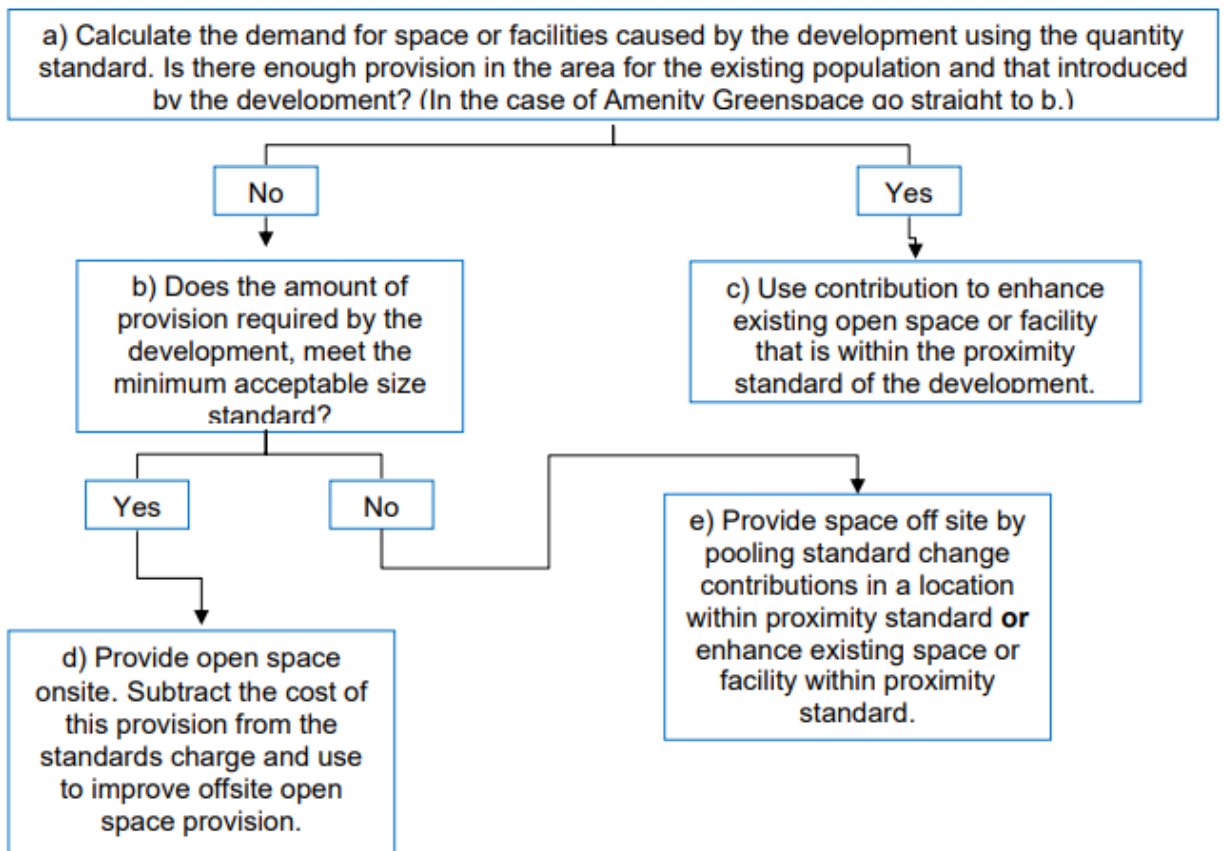 a) Calculate the demand for space or facilities caused by the development using the quantity
standard. Is there enough provision in the area for the existing population and that introduced
by the development? (In the case of Amenity Greenspace go straight to b.)
No
Yes
b) Does the amount of
provision required by the
development, meet the
minimum acceptable size
standard?
c) Use contribution to enhance
existing open space or facility
that is within the proximity
standard of the development.
Yes
No
e) Provide space off site by
pooling standard change
contributions in a location
within proximity standard or
enhance existing space or
facility within proximity
standard.
d) Provide open space
onsite. Subtract the cost of
this provision from the
standards charge and use
to improve offsite open
space provision.